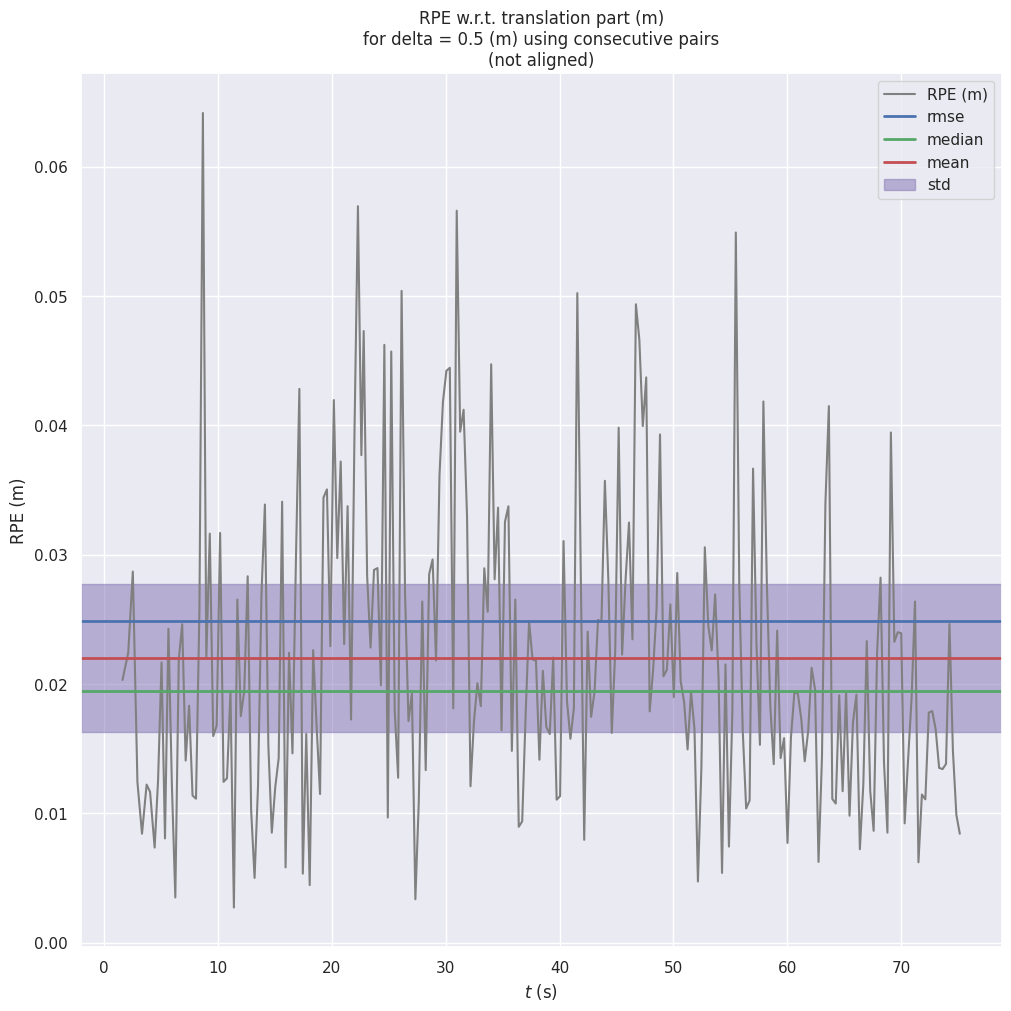 RPE w.r.t. translation part (m)
for delta = 0.5 (m) using consecutive pairs
(not aligned)
RPE (m)
rmse
median
mean
std
RPE (m)
0.06
0.05
0.04
0.03
0.02
0.01
0.00
0 10 20 30 40 50 60 70
t (s)